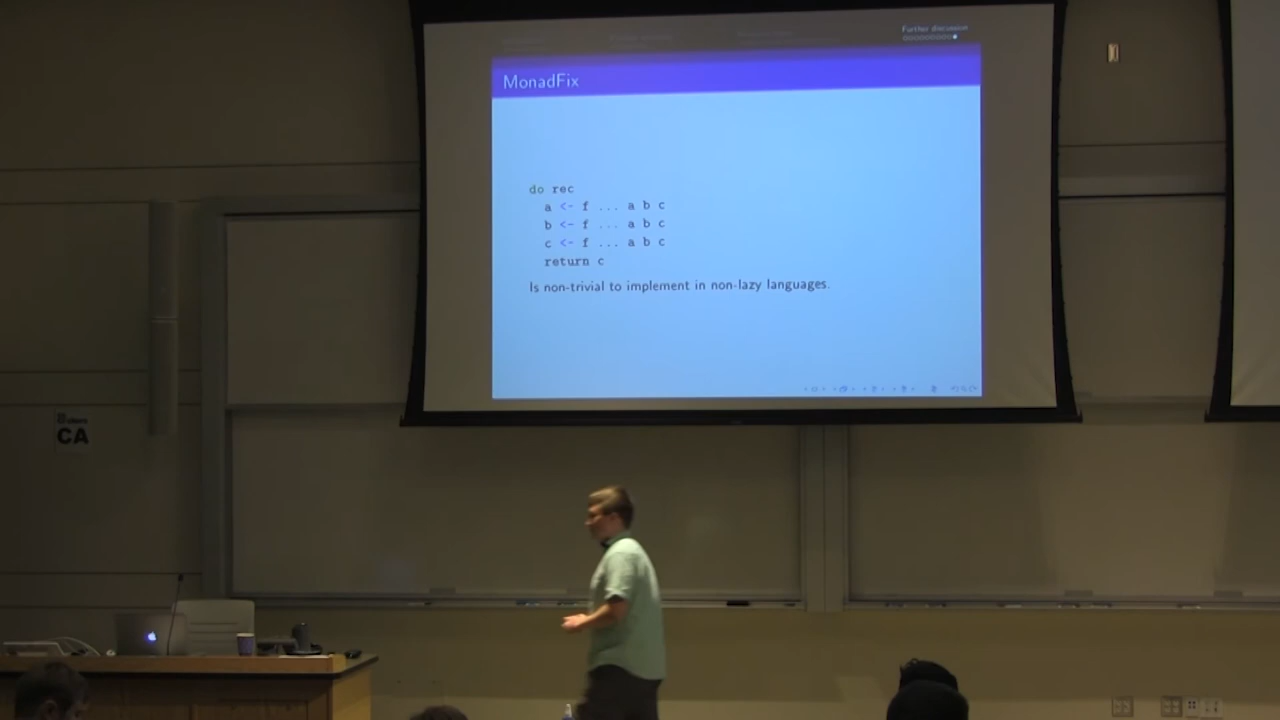 Further discussion
MonadFix
do rec
a <- f ... a b c
b <- f ... a b c
c <- f ... a b c
return c
Is non-trivial to implement in non-lazy languages.
CA